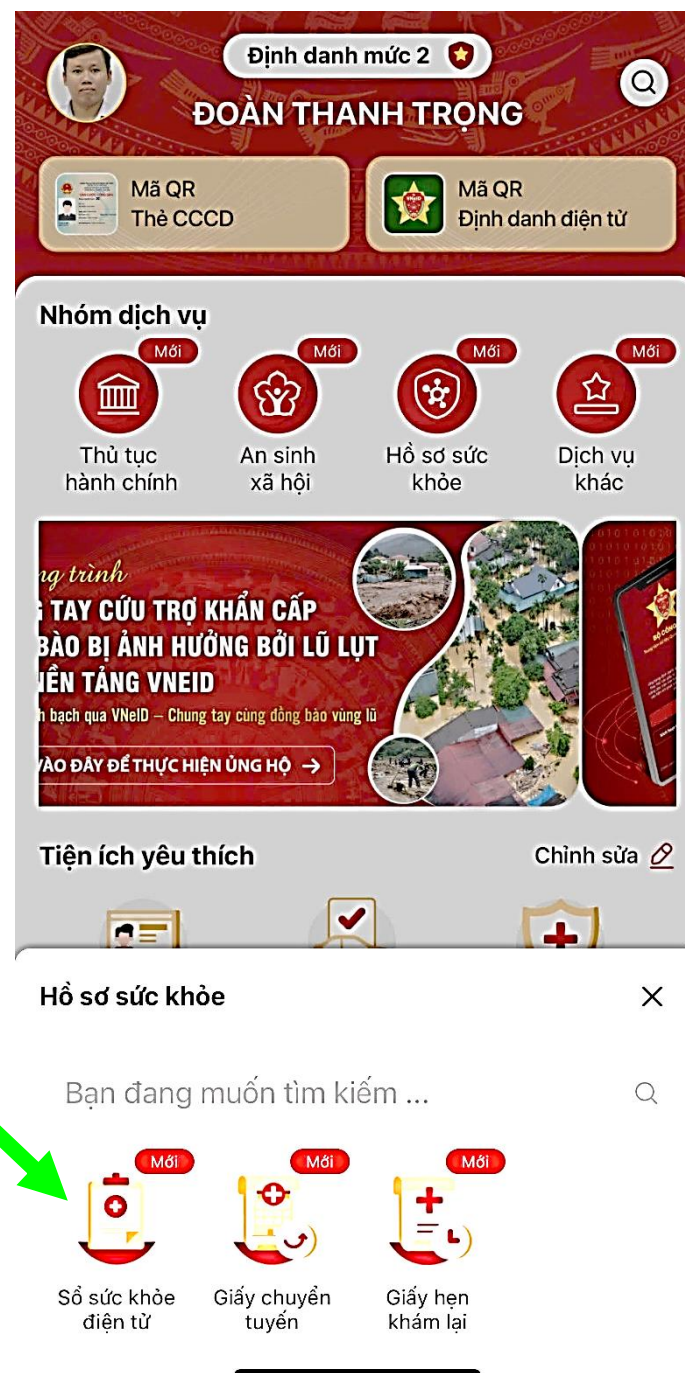 Định danh mức 2
ĐOÀN THANH TRỌNG
Mã QR
Thẻ CCCD
Mã QR
Định danh điện tử
Nhóm dịch vụ
Mới
Mới
Mới
Mới
Thủ tục
hành chính
An sinh
xã hội
Hồ sơ sức
khỏe
Dịch vụ
khác
trình
TAY CỨU TRỢ KHẨN CẤP
BÀO BỊ ẢNH HƯỞNG BỞI LŨ LỤT
NỀN TẢNG VNEID
bạch qua VNeID – Chung tay cùng đồng bào vùng lũ
VÀO ĐÂY ĐỂ THỰC HIỆN ỦNG HỘ →
Tiện ích yêu thích
Chỉnh sửa
Hồ sơ sức khỏe
Bạn đang muốn tìm kiếm ...
Mới
Mới
Mới
Sổ sức khỏe
điện tử
Giấy chuyển
tuyến
Giấy hẹn
khám lại